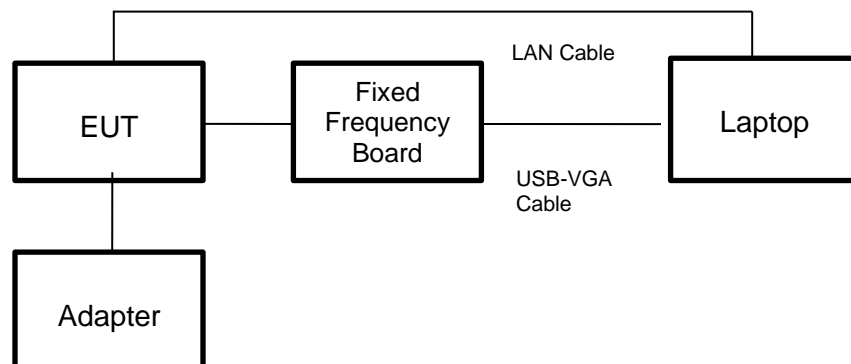 LAN Cable
EUT
Fixed
Frequency
Board
Laptop
USB-VGA
Cable
Adapter